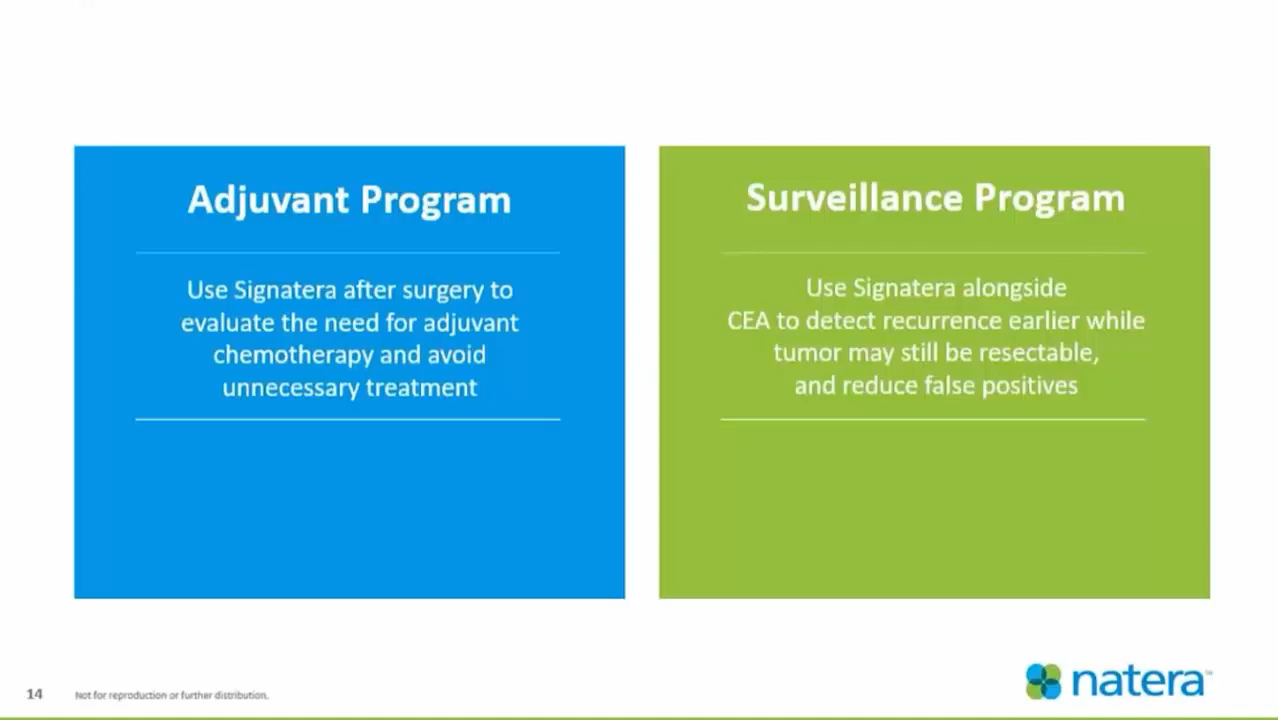 Adjuvant Program
Use Signatera after surgery to
evaluate the need for adjuvant
chemotherapy and avoid
unnecessary treatment
Surveillance Program
Use Signatera alongside
CEA to detect recurrence earlier while
tumor may still be resectable,
and reduce false positives
14
Not for reproduction or further distribution.
natera™